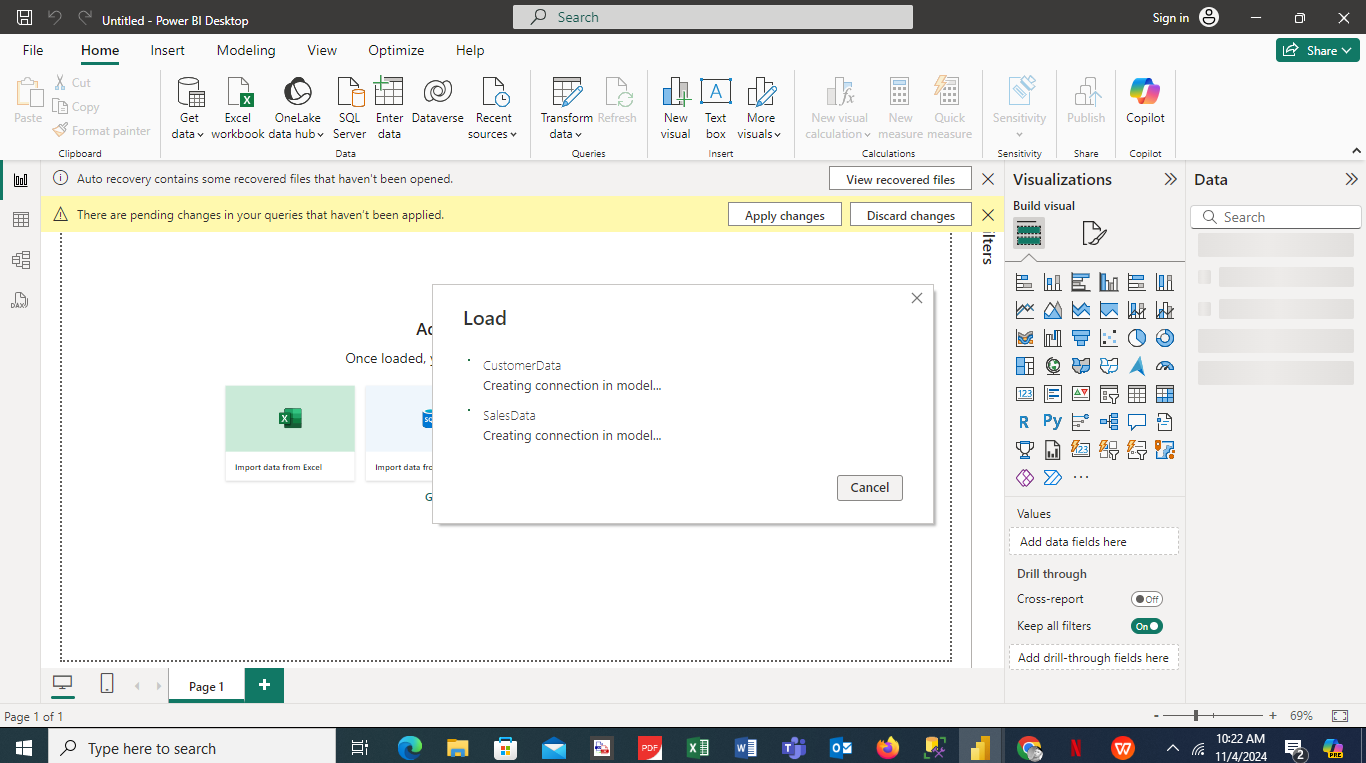 Untitled - Power BI Desktop
Search
Sign in
File
Home
Insert
Modeling
View
Optimize
Help
Share
Paste
Cut
Copy
Format painter
Clipboard
Get data
Excel workbook
OneLake data hub
SQL Server
Enter data
Dataverse
Recent sources
Data
Transform data
Refresh
Queries
New visual
Text box
More visuals
Insert
New visual calculation
New measure
Quick measure
Calculations
Sensitivity
Sensitivity
Publish
Share
Copilot
Copilot
Auto recovery contains some recovered files that haven't been opened.
View recovered files
There are pending changes in your queries that haven't been applied.
Apply changes
Discard changes
DAX
Once loaded,
Import data from Excel
SQ
Import data fro
G
Load
CustomerData
Creating connection in model...
SalesData
Creating connection in model...
Cancel
ilters
Visualizations
Build visual
123
R
Py
123
Values
Add data fields here
Drill through
Cross-report
Off
Keep all filters
On
Add drill-through fields here
Data
Search
Page 1
Page 1 of 1
- +
69%
Type here to search
PDF
10:22 AM
11/4/2024
2
PRE